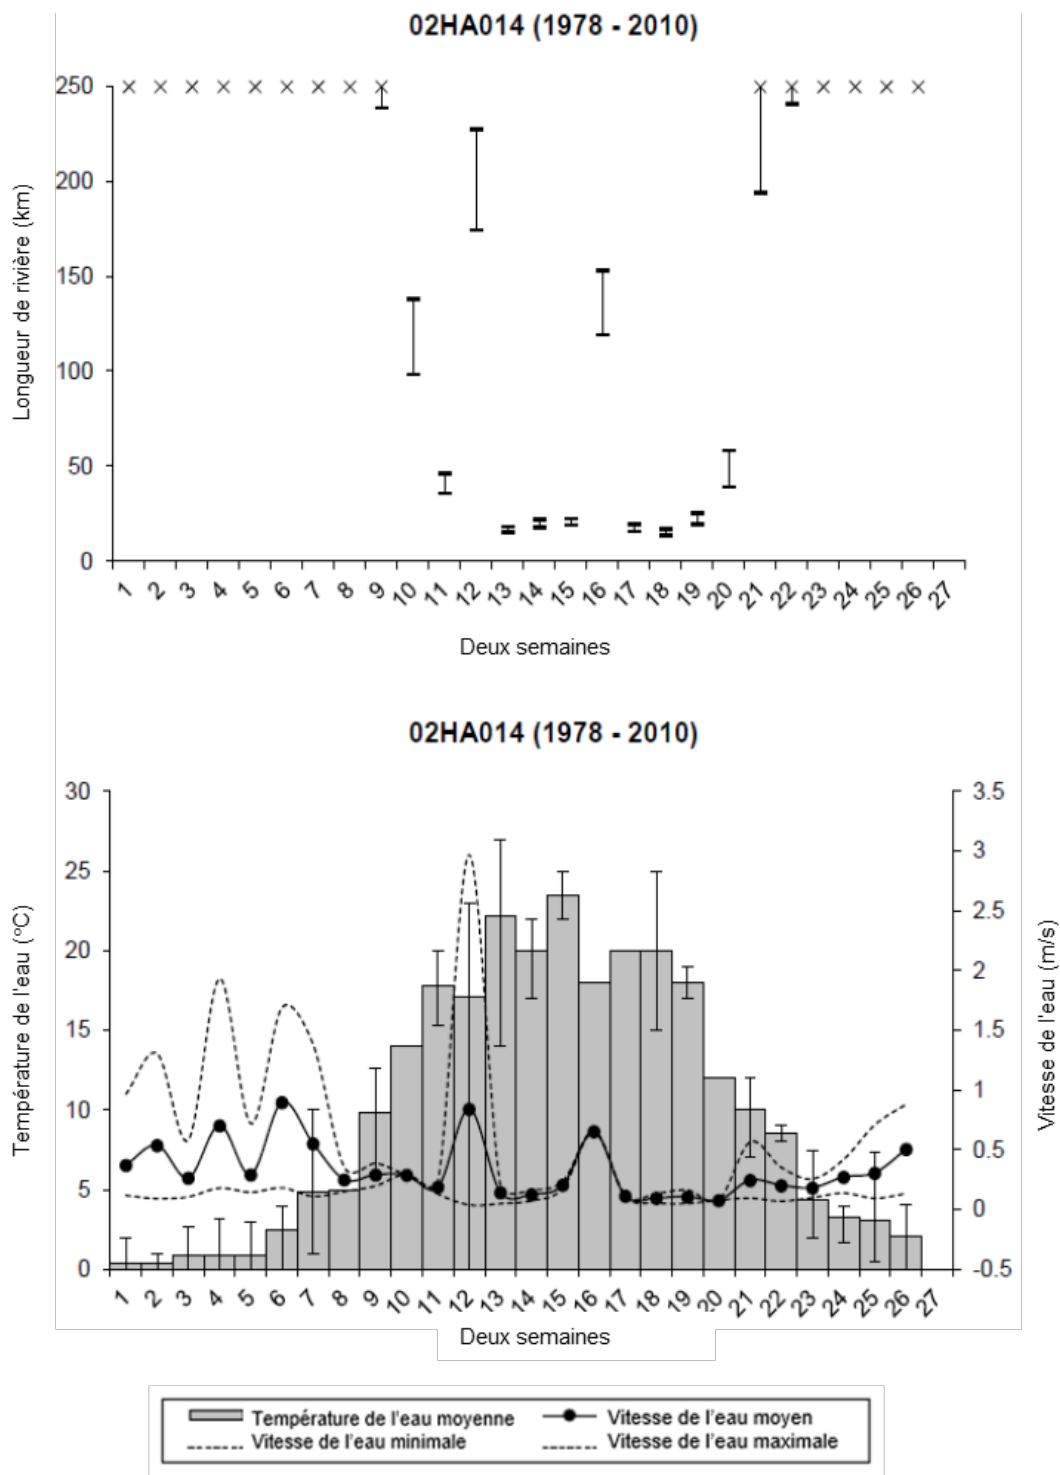 02HA014 (1978 - 2010)
Longueur de rivière (km)
250
200
150
100
50
0
1 2 3 4 5 6 7 8 9 10 11 12 13 14 15 16 17 18 19 20 21 22 23 24 25 26 27
Deux semaines
02HA014 (1978 - 2010)
Température de l'eau (°C)
30
25
20
15
10
5
0
Vitesse de l'eau (m/s)
3.5
3
2.5
2
1.5
1
0.5
0
-0.5
1 2 3 4 5 6 7 8 9 10 11 12 13 14 15 16 17 18 19 20 21 22 23 24 25 26 27
Deux semaines
Température de l'eau moyenne
Vitesse de l'eau moyen
Vitesse de l'eau minimale
Vitesse de l'eau maximale